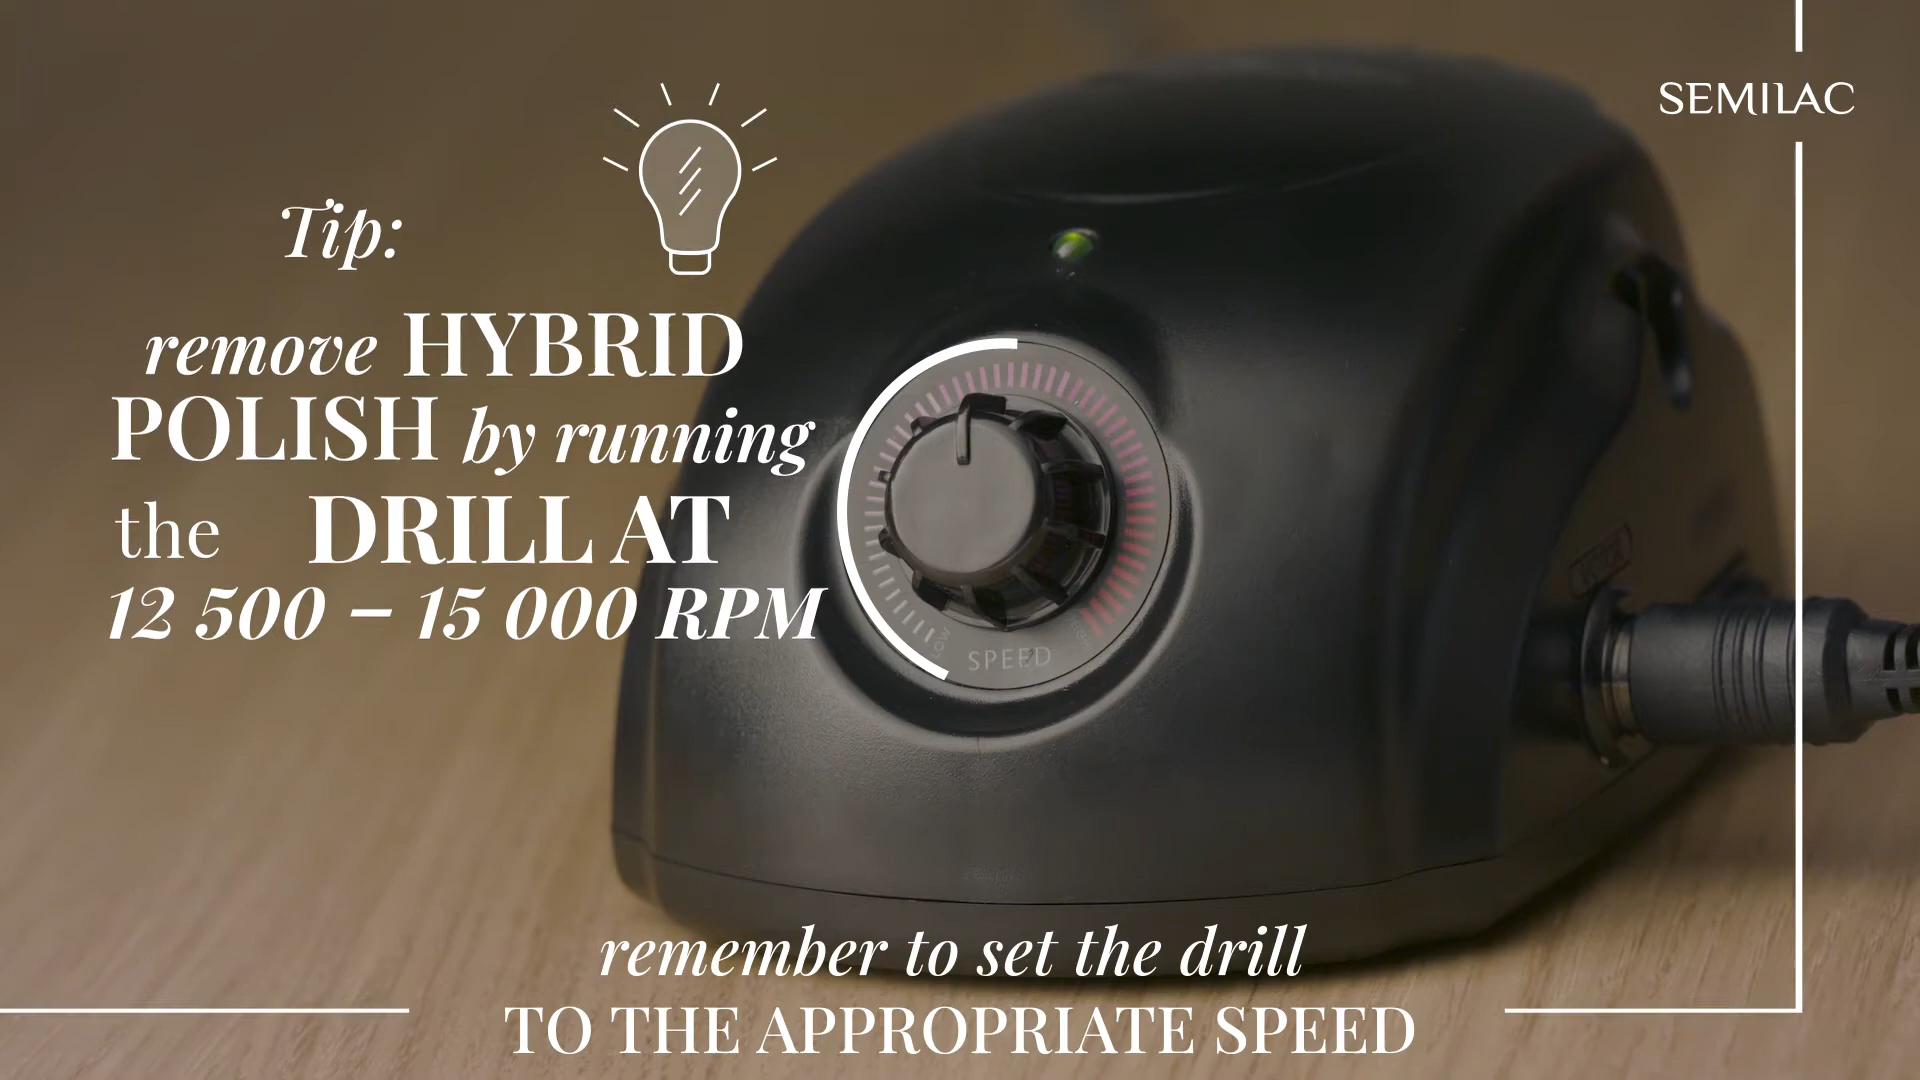 SEMILAC
Tip:
remove HYBRID
POLISH by running
the DRILL AT
12 500 – 15 000 RPM
LOW
SPEED
remember to set the drill
TO THE APPROPRIATE SPEED